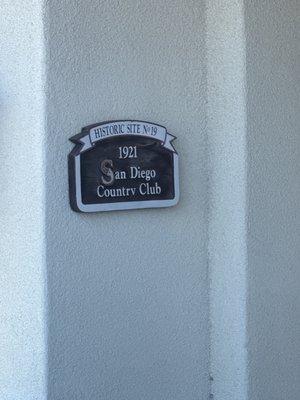 HISTORIC SITE Nº 19
1921
San Diego
Country Club